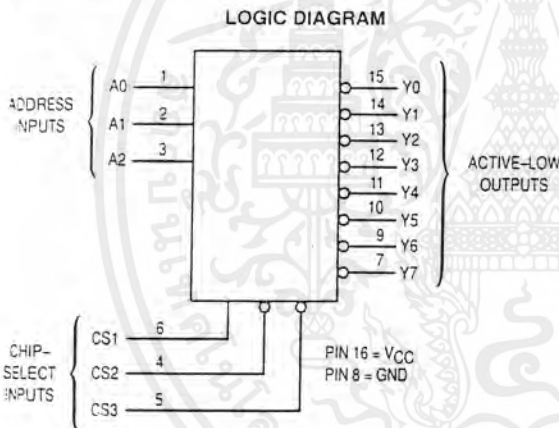 LOGIC DIAGRAM
ADDRESS
INPUTS
A0 1
A1 2
A2 3
15 Y0
14 Y1
13 Y2
12 Y3
11 Y4
10 Y5
9 Y6
7 Y7
ACTIVE–LOW
OUTPUTS
CHIP–
SELECT
INPUTS
CS1 6
CS2 4
CS3 5
PIN 16 = VCC
PIN 8 = GND